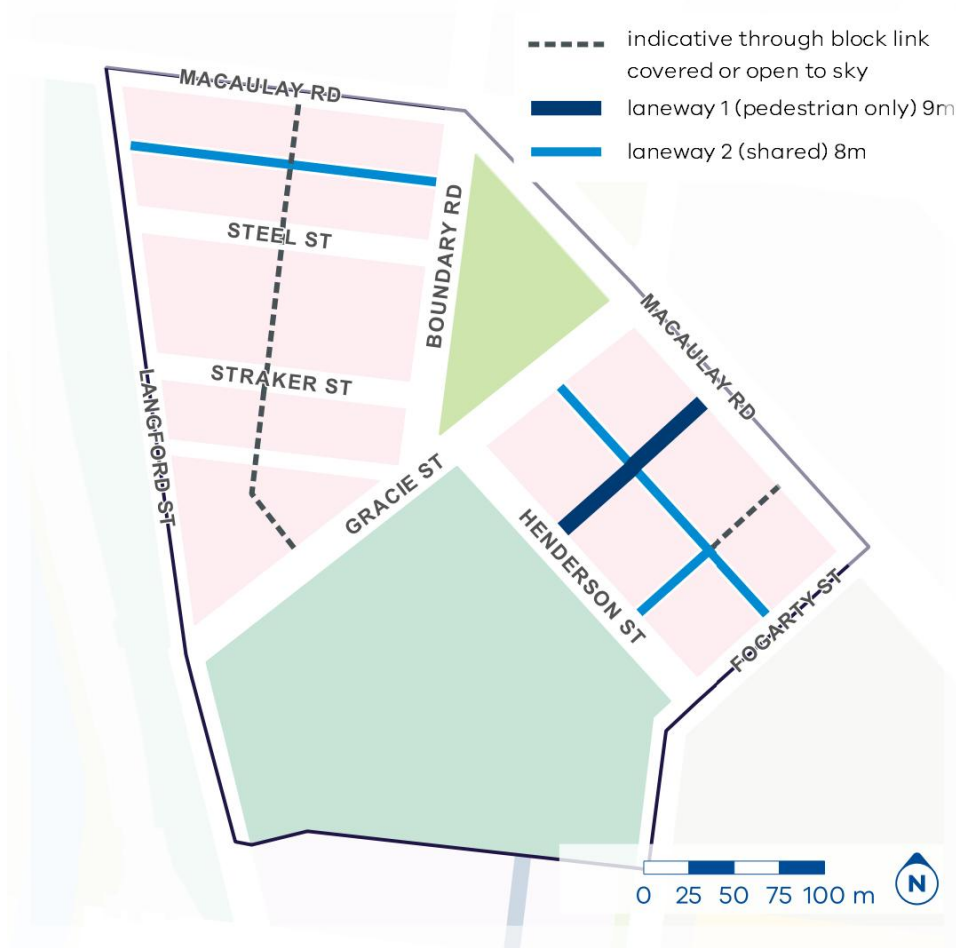 indicative through block link
covered or open to sky
laneway 1 (pedestrian only) 9m
laneway 2 (shared) 8m
MACAULAY RD
BOUNDARY RD
STEEL ST
MACAULAY RD
STRAKER ST
LANGFORD ST
GRACIE ST
HENDERSON ST
FOGARTY ST
0 25 50 75 100 m
N